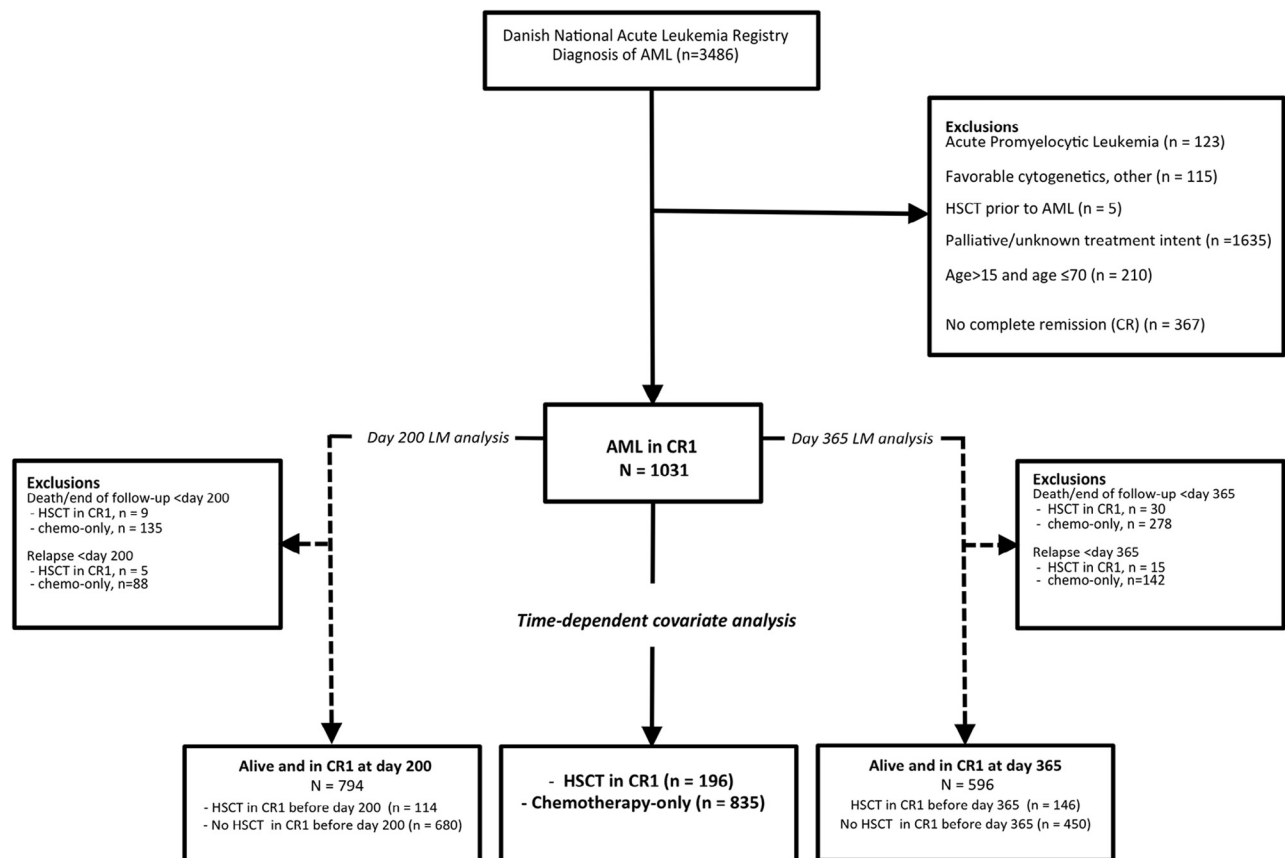 Danish National Acute Leukemia Registry
Diagnosis of AML (n=3486)
Exclusions
Acute Promyelocytic Leukemia (n = 123)
Favorable cytogenetics, other (n = 115)
HSCT prior to AML (n = 5)
Palliative/unknown treatment intent (n =1635)
Age>15 and age ≤70 (n = 210)
No complete remission (CR) (n = 367)
Day 200 LM analysis
AML in CR1
N = 1031
Day 365 LM analysis
Exclusions
Death/end of follow-up <day 200
- HSCT in CR1, n = 9
- chemo-only, n = 135
Relapse <day 200
- HSCT in CR1, n = 5
- chemo-only, n=88
Exclusions
Death/end of follow-up <day 365
- HSCT in CR1, n = 30
- chemo-only, n = 278
Relapse <day 365
- HSCT in CR1, n = 15
- chemo-only, n=142
Time-dependent covariate analysis
Alive and in CR1 at day 200
N = 794
- HSCT in CR1 before day 200 (n = 114
- No HSCT in CR1 before day 200 (n = 680)
- HSCT in CR1 (n = 196)
- Chemotherapy-only (n = 835)
Alive and in CR1 at day 365
N = 596
HSCT in CR1 before day 365 (n = 146)
No HSCT in CR1 before day 365 (n = 450)